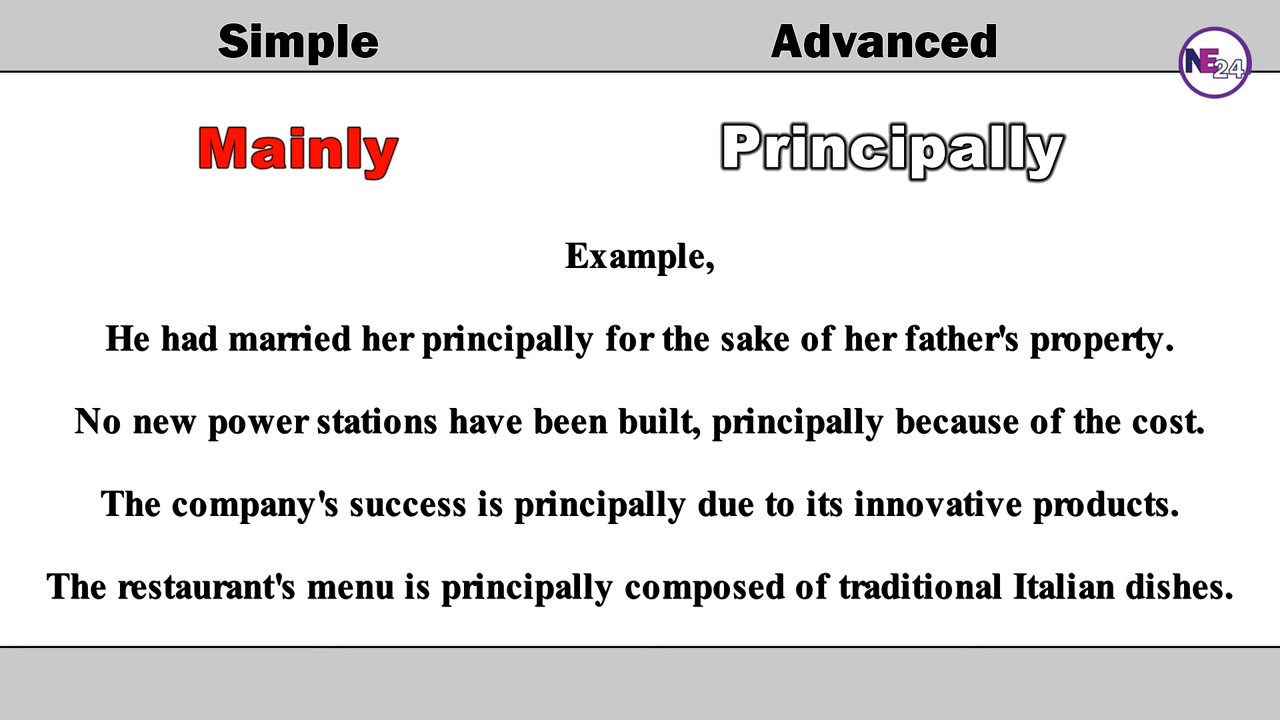 Simple Advanced
NE24
Mainly Principally
Example,
He had married her principally for the sake of her father's property.
No new power stations have been built, principally because of the cost.
The company's success is principally due to its innovative products.
The restaurant's menu is principally composed of traditional Italian dishes.